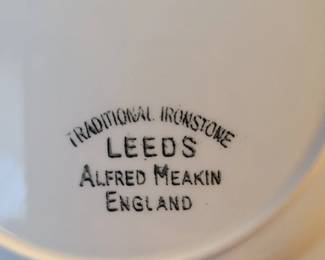 TRADITIONAL IRONSTONE
LEEDS
ALFRED MEAKIN
ENGLAND